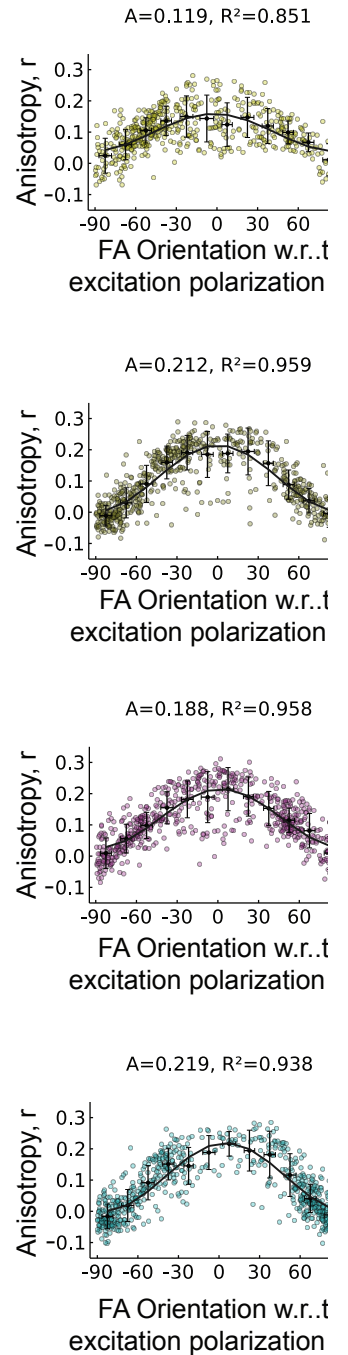 A=0.119, R²=0.851
Anisotropy, r
0.3
0.2
0.1
0.0
−0.1
-90 -60 -30 0 30 60
FA Orientation w.r..t
excitation polarization
A=0.212, R²=0.959
Anisotropy, r
0.3
0.2
0.1
0.0
−0.1
-90 -60 -30 0 30 60
FA Orientation w.r..t
excitation polarization
A=0.188, R²=0.958
Anisotropy, r
0.3
0.2
0.1
0.0
−0.1
-90 -60 -30 0 30 60
FA Orientation w.r..t
excitation polarization
A=0.219, R²=0.938
Anisotropy, r
0.3
0.2
0.1
0.0
−0.1
-90 -60 -30 0 30 60
FA Orientation w.r..t
excitation polarization